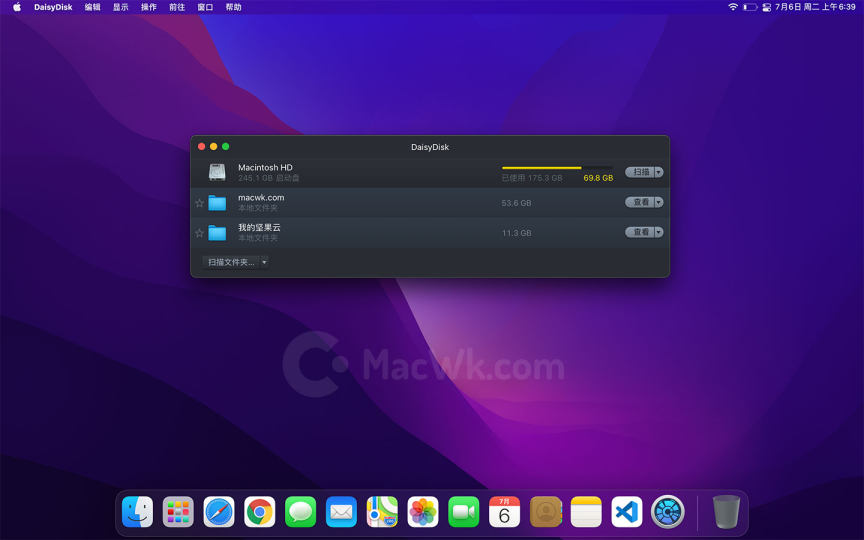 DaisyDisk 编辑 显示 操作 前往 窗口 帮助 7月6日 周二 上午6:39
DaisyDisk
Macintosh HD
245.1 GB 启动盘
已使用 175.3 GB 69.8 GB 扫描
macwk.com
本地文件夹
53.6 GB 查看
我的坚果云
本地文件夹
11.3 GB 查看
扫描文件夹...
MacWk.com
7月
6